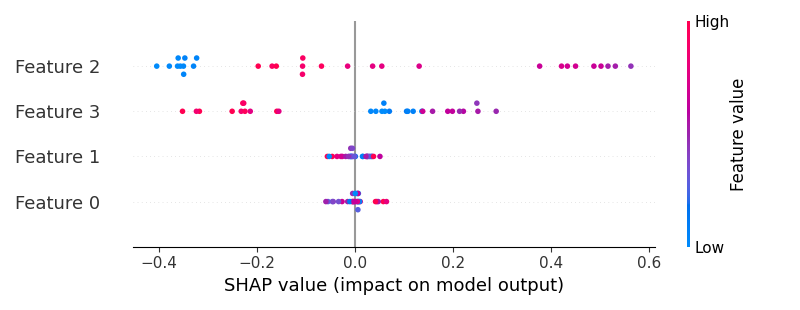 High
Feature 2
Feature 3
Feature 1
Feature 0
Feature value
Low
−0.4 −0.2 0.0 0.2 0.4 0.6
SHAP value (impact on model output)